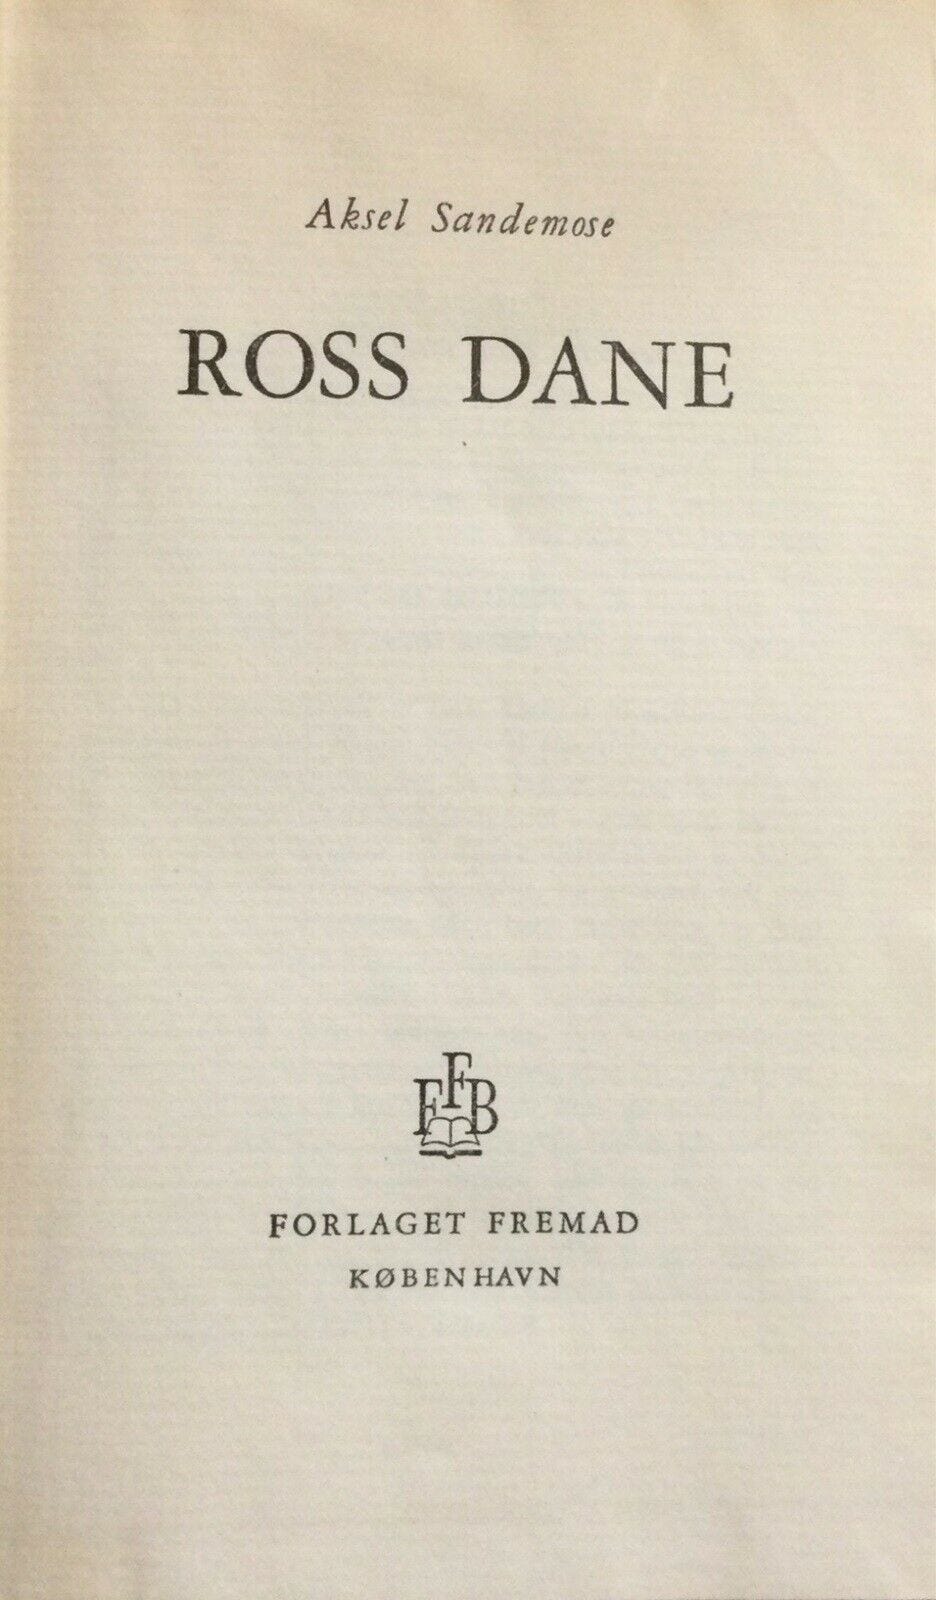 Aksel Sandemose
ROSS DANE
FFB
FORLAGET FREMAD
KØBENHAVN